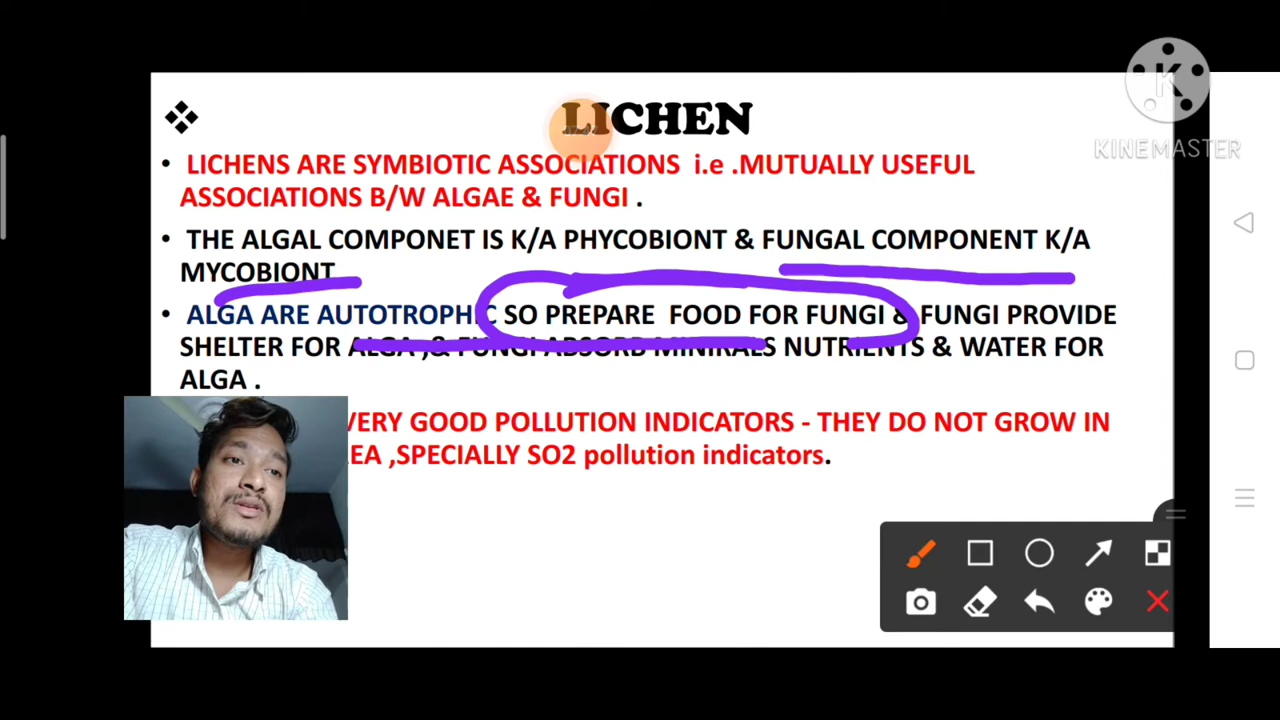 LICHEN
KINEMASTER
• LICHENS ARE SYMBIOTIC ASSOCIATIONS i.e .MUTUALLY USEFUL
ASSOCIATIONS B/W ALGAE & FUNGI .
• THE ALGAL COMPONET IS K/A PHYCOBIONT & FUNGAL COMPONENT K/A
MYCOBIONT
• ALGA ARE AUTOTROPHIC SO PREPARE FOOD FOR FUNGI & FUNGI PROVIDE
SHELTER FOR ALGA ,& FUNGI ABSORB MINIRALS NUTRIENTS & WATER FOR
ALGA .
VERY GOOD POLLUTION INDICATORS - THEY DO NOT GROW IN
,SPECIALLY SO2 pollution indicators.